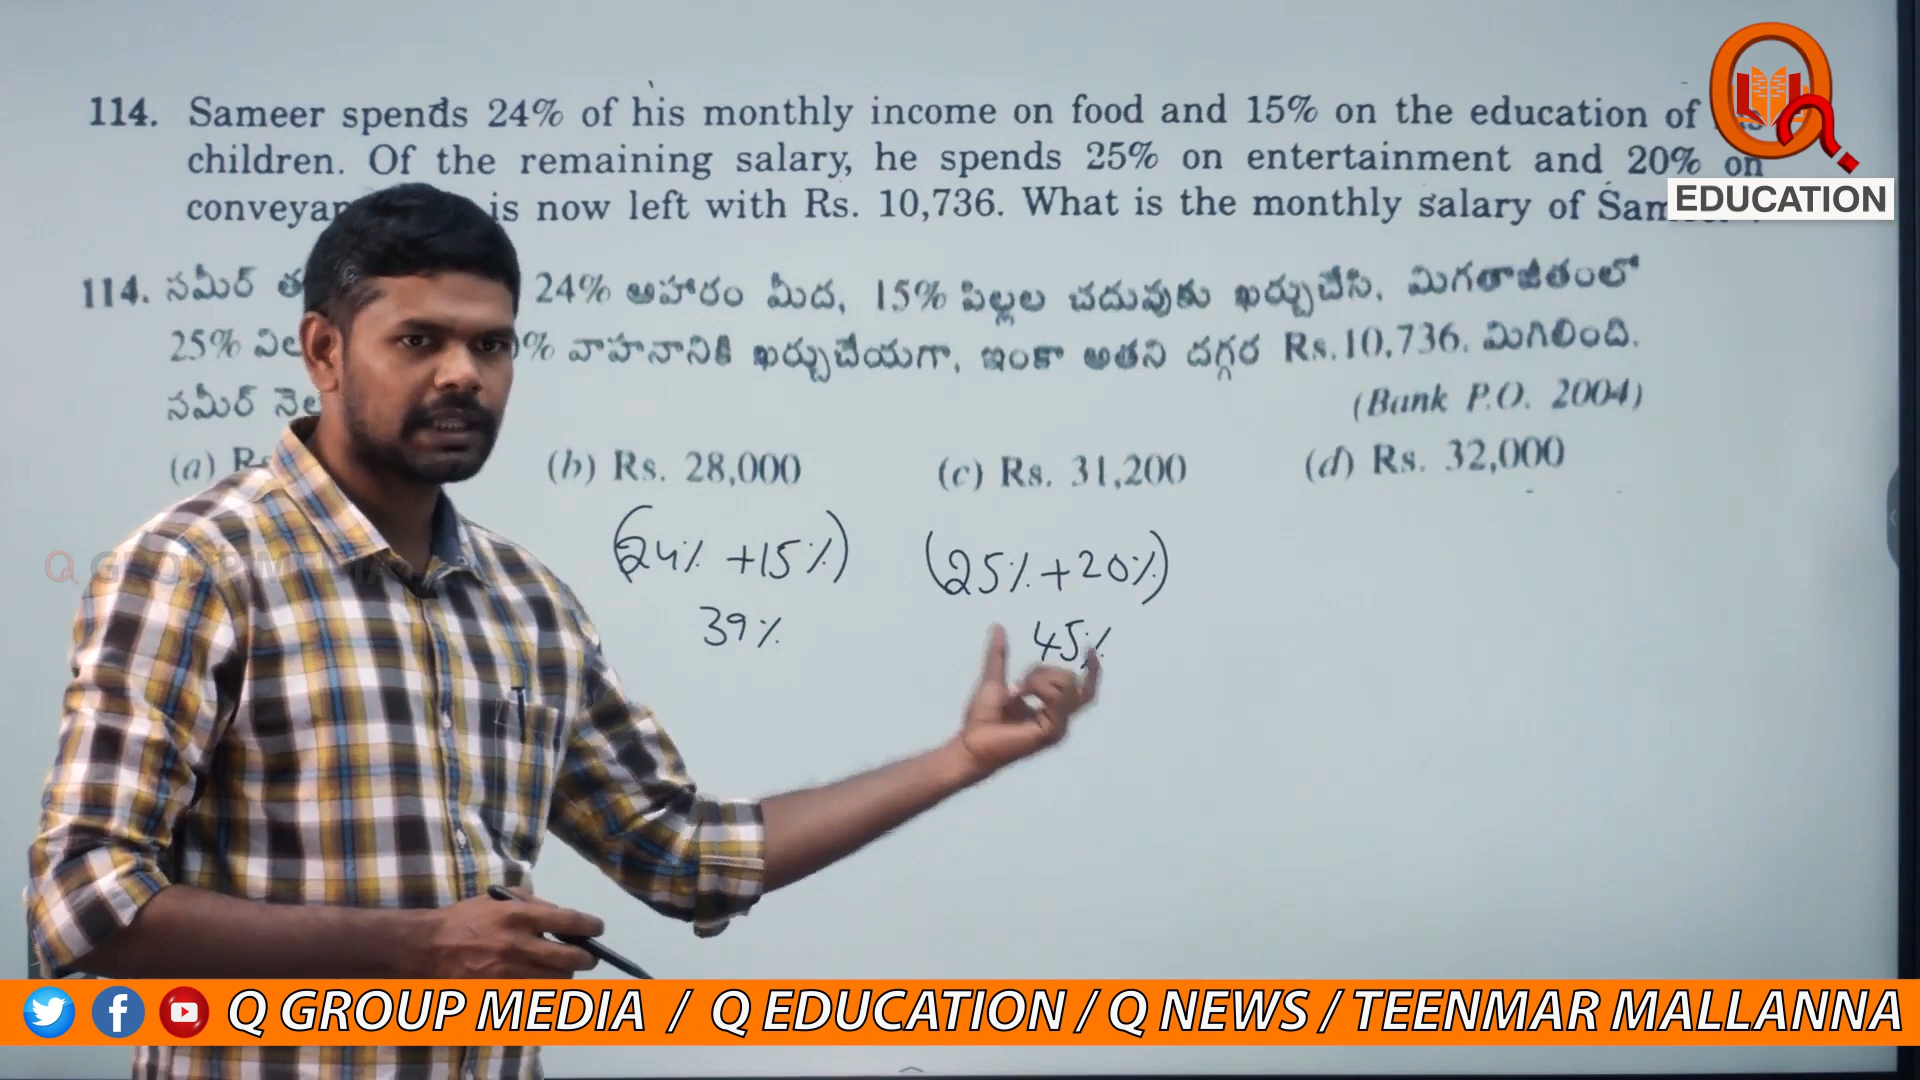 114. Sameer spends 24% of his monthly income on food and 15% on the education of
children. Of the remaining salary, he spends 25% on entertainment and 20% on
is now left with Rs. 10,736. What is the monthly salary of
114. సమీర్ 24% ఆహారం మీద, 15% పిల్లల చదువుకు ఖర్చుచేసి, మిగతాజీతంలో
25% వాహనానికి ఖర్చుచేయగా, ఇంకా అతని దగ్గర Rs.10,736. మిగిలింది.
సమీర్
(Bank P.O. 2004)
(a) (b) Rs. 28,000 (c) Rs. 31,200 (d) Rs. 32,000
(24% +15%) (25%+20%)
39% 45%
EDUCATION
Q GROUP MEDIA
Q GROUP MEDIA / Q EDUCATION / Q NEWS / TEENMAR MALLANNA